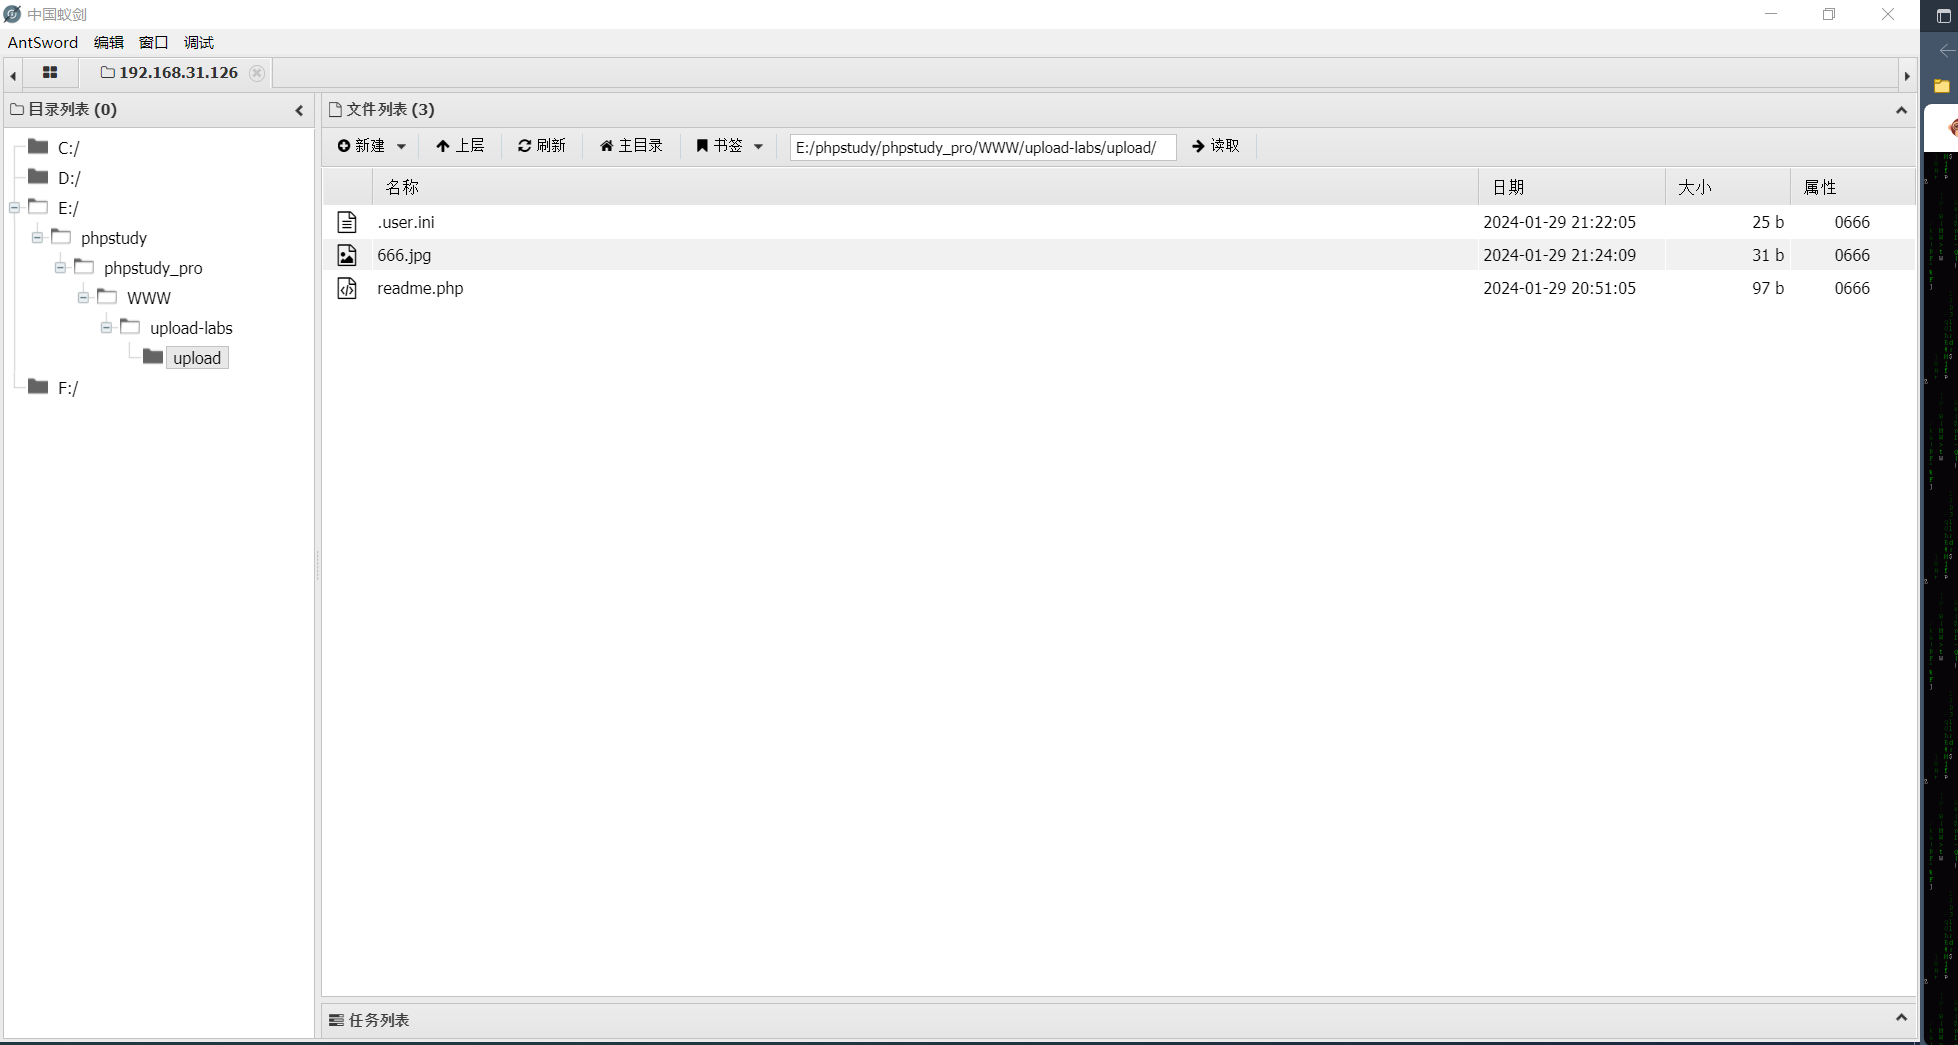 中国蚁剑
AntSword 编辑 窗口 调试
192.168.31.126
目录列表 (0)
文件列表 (3)
新建 上层 刷新 主目录 书签 E:/phpstudy/phpstudy_pro/WWW/upload-labs/upload/ 读取
C:/
D:/
E:/
phpstudy
phpstudy_pro
WWW
upload-labs
upload
F:/
名称 日期 大小 属性
.user.ini 2024-01-29 21:22:05 25 b 0666
666.jpg 2024-01-29 21:24:09 31 b 0666
readme.php 2024-01-29 20:51:05 97 b 0666
任务列表